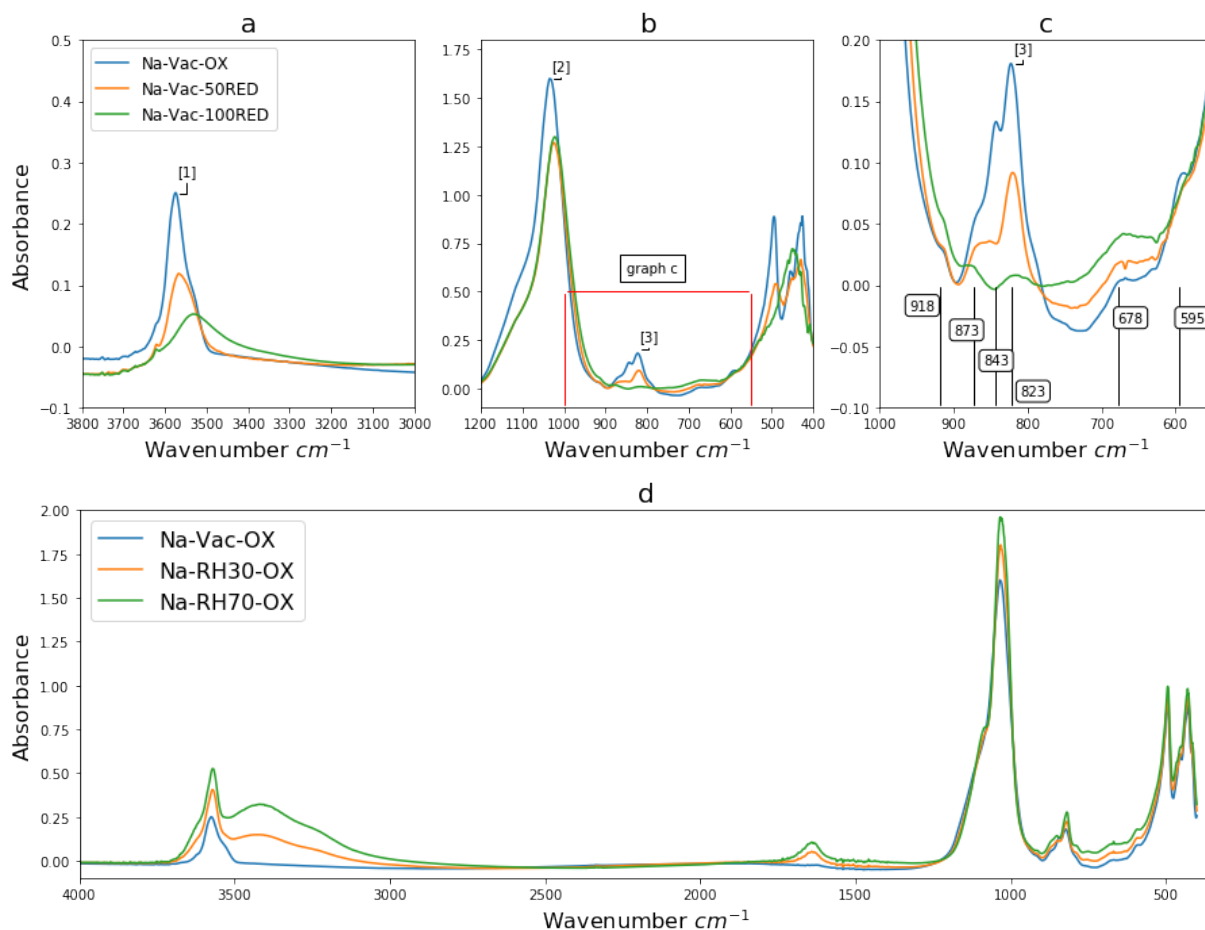 a
b
c
0.5
0.4
0.3
0.2
0.1
0.0
−0.1
Na-Vac-OX
Na-Vac-50RED
Na-Vac-100RED
[1]
3800 3700 3600 3500 3400 3300 3200 3100 3000
Absorbance
Wavenumber cm⁻¹
1.75
1.50
1.25
1.00
0.75
0.50
0.25
0.00
[2]
graph c
[3]
1200 1100 1000 900 800 700 600 500 400
Wavenumber cm⁻¹
0.20
0.15
0.10
0.05
0.00
−0.05
−0.10
[3]
918
873
843
823
678
595
1000 900 800 700 600
Wavenumber cm⁻¹
d
2.00
1.75
1.50
1.25
1.00
0.75
0.50
0.25
0.00
Na-Vac-OX
Na-RH30-OX
Na-RH70-OX
Absorbance
4000 3500 3000 2500 2000 1500 1000 500
Wavenumber cm⁻¹